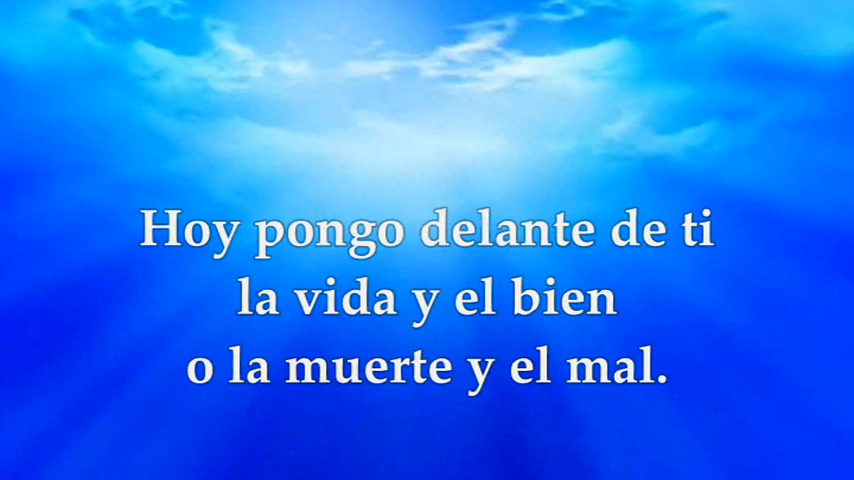 Hoy pongo delante de ti
la vida y el bien
o la muerte y el mal.